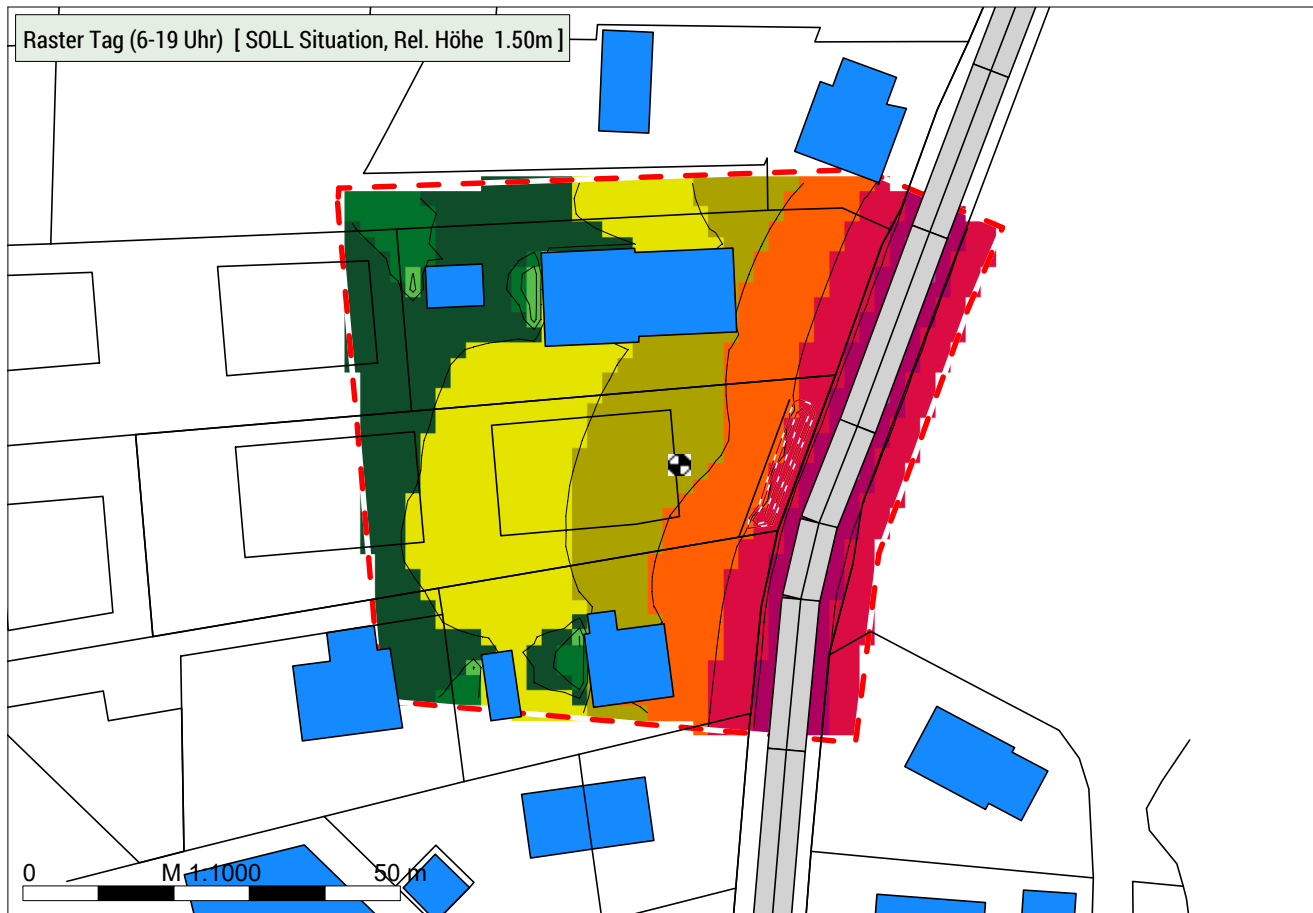 Raster Tag (6-19 Uhr) [ SOLL Situation, Rel. Höhe 1.50m ]
0 M 1:1000 50 m